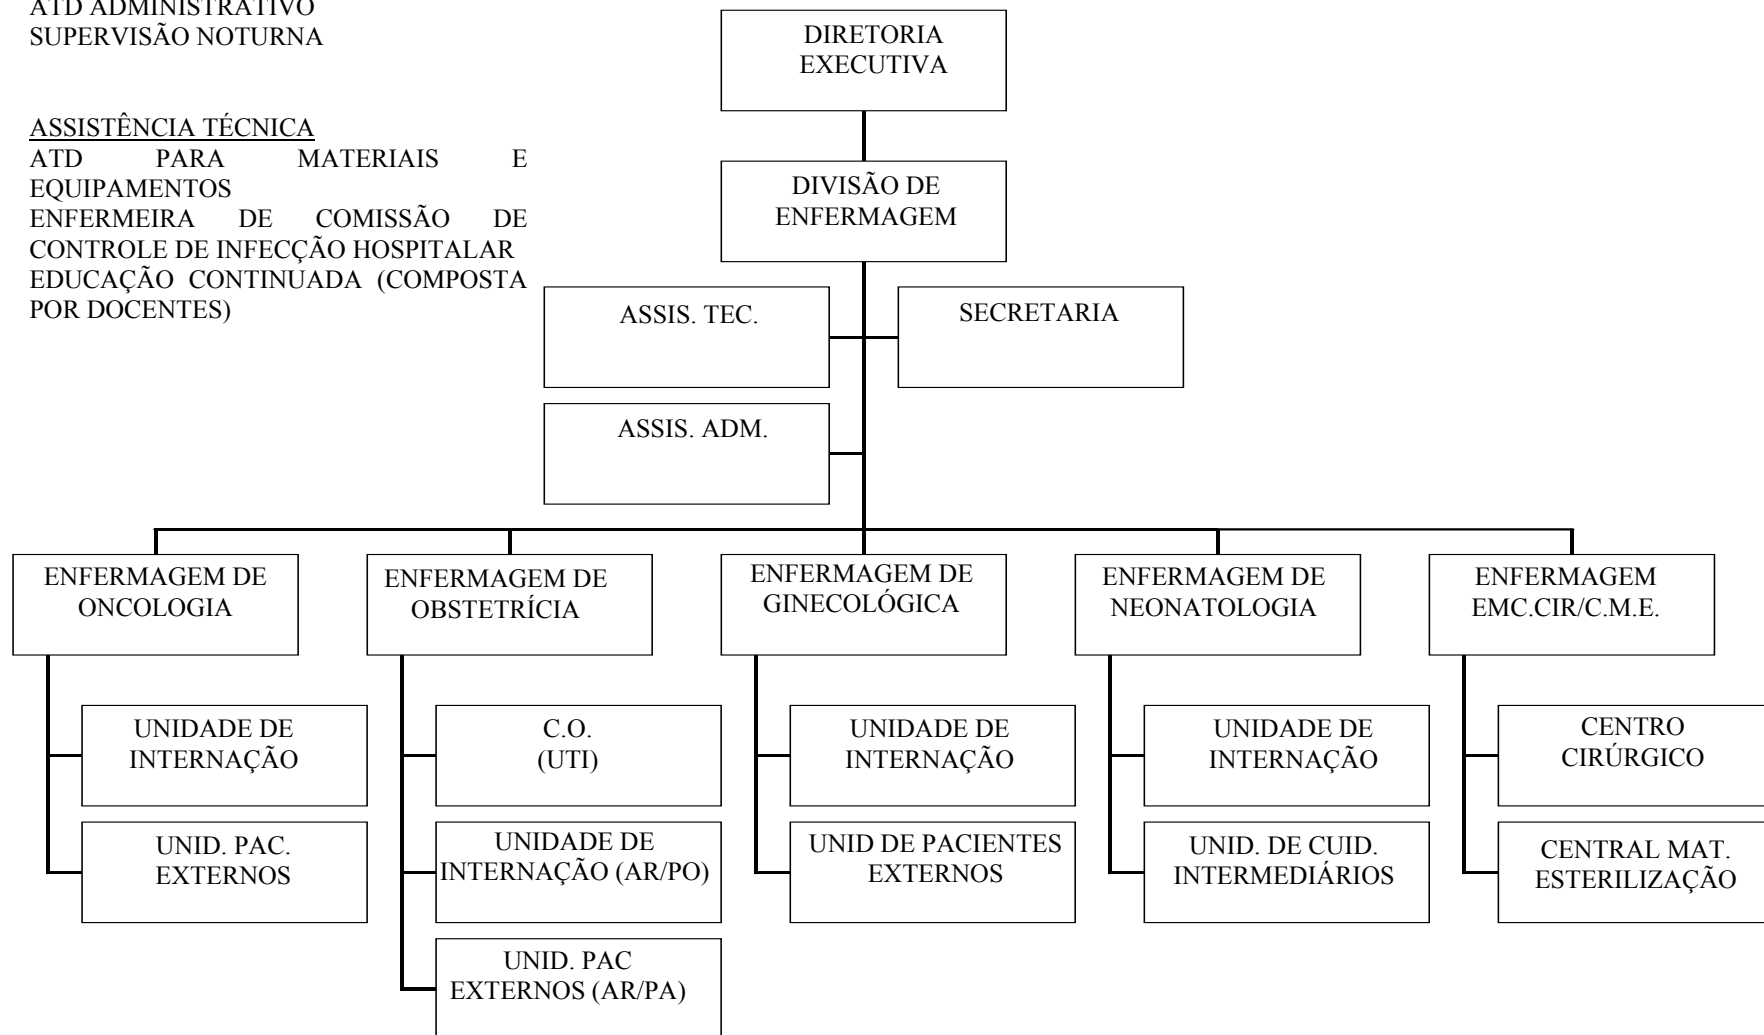 ATD ADMINISTRATIVO
SUPERVISÃO NOTURNA
ASSISTÊNCIA TÉCNICA
ATD PARA MATERIAIS E
EQUIPAMENTOS
ENFERMEIRA DE COMISSÃO DE
CONTROLE DE INFECÇÃO HOSPITALAR
EDUCAÇÃO CONTINUADA (COMPOSTA
POR DOCENTES)
DIRETORIA
EXECUTIVA
DIVISÃO DE
ENFERMAGEM
ASSIS. TEC.
SECRETARIA
ASSIS. ADM.
ENFERMAGEM DE
ONCOLOGIA
ENFERMAGEM DE
OBSTETRÍCIA
ENFERMAGEM DE
GINECOLÓGICA
ENFERMAGEM DE
NEONATOLOGIA
ENFERMAGEM
EMC.CIR/C.M.E.
UNIDADE DE
INTERNAÇÃO
C.O.
(UTI)
UNIDADE DE
INTERNAÇÃO
UNIDADE DE
INTERNAÇÃO
CENTRO
CIRÚRGICO
UNID. PAC.
EXTERNOS
UNIDADE DE
INTERNAÇÃO (AR/PO)
UNID DE PACIENTES
EXTERNOS
UNID. DE CUID.
INTERMEDIÁRIOS
CENTRAL MAT.
ESTERILIZAÇÃO
UNID. PAC
EXTERNOS (AR/PA)